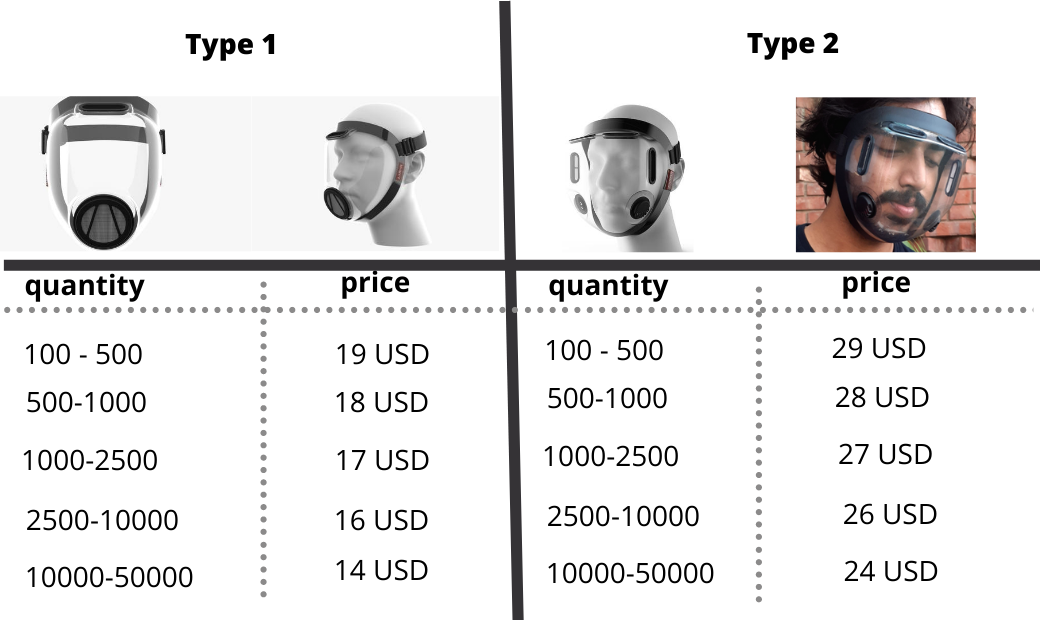 Type 1
Type 2
quantity price
quantity price
100 - 500 19 USD
500-1000 18 USD
1000-2500 17 USD
2500-10000 16 USD
10000-50000 14 USD
100 - 500 29 USD
500-1000 28 USD
1000-2500 27 USD
2500-10000 26 USD
10000-50000 24 USD